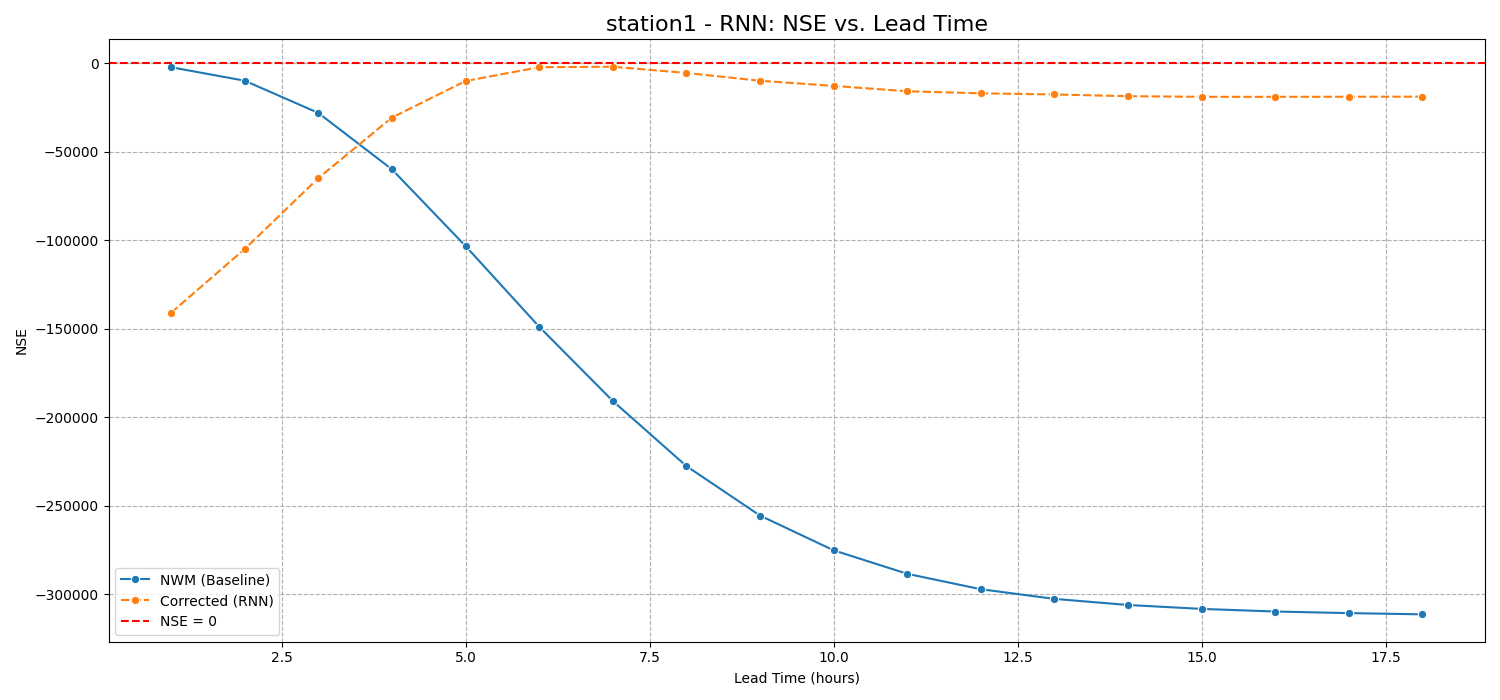 station1 - RNN: NSE vs. Lead Time
0
−50000
−100000
−150000
−200000
−250000
−300000
NSE
NWM (Baseline)
Corrected (RNN)
NSE = 0
2.5
5.0
7.5
10.0
12.5
15.0
17.5
Lead Time (hours)